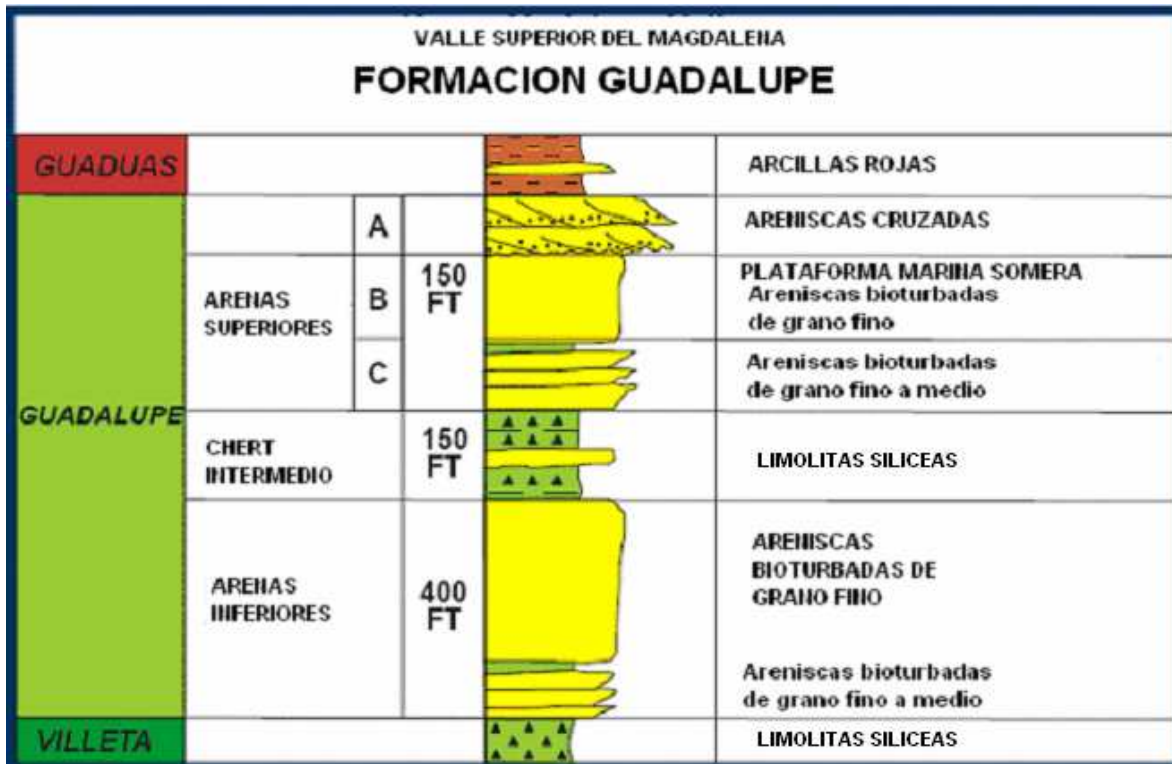 VALLE SUPERIOR DEL MAGDALENA
FORMACION GUADALUPE
GUADUAS
ARCILLAS ROJAS
A
ARENISCAS CRUZADAS
ARENAS
SUPERIORES
B
150
FT
PLATAFORMA MARINA SOMERA
Areniscas bioturbadas
de grano fino
C
Areniscas bioturbadas
de grano fino a medio
GUADALUPE
CHERT
INTERMEDIO
150
FT
LIMOLITAS SILICEAS
ARENAS
INFERIORES
400
FT
ARENISCAS
BIOTURBADAS DE
GRANO FINO
Areniscas bioturbadas
de grano fino a medio
VILLETA
LIMOLITAS SILICEAS